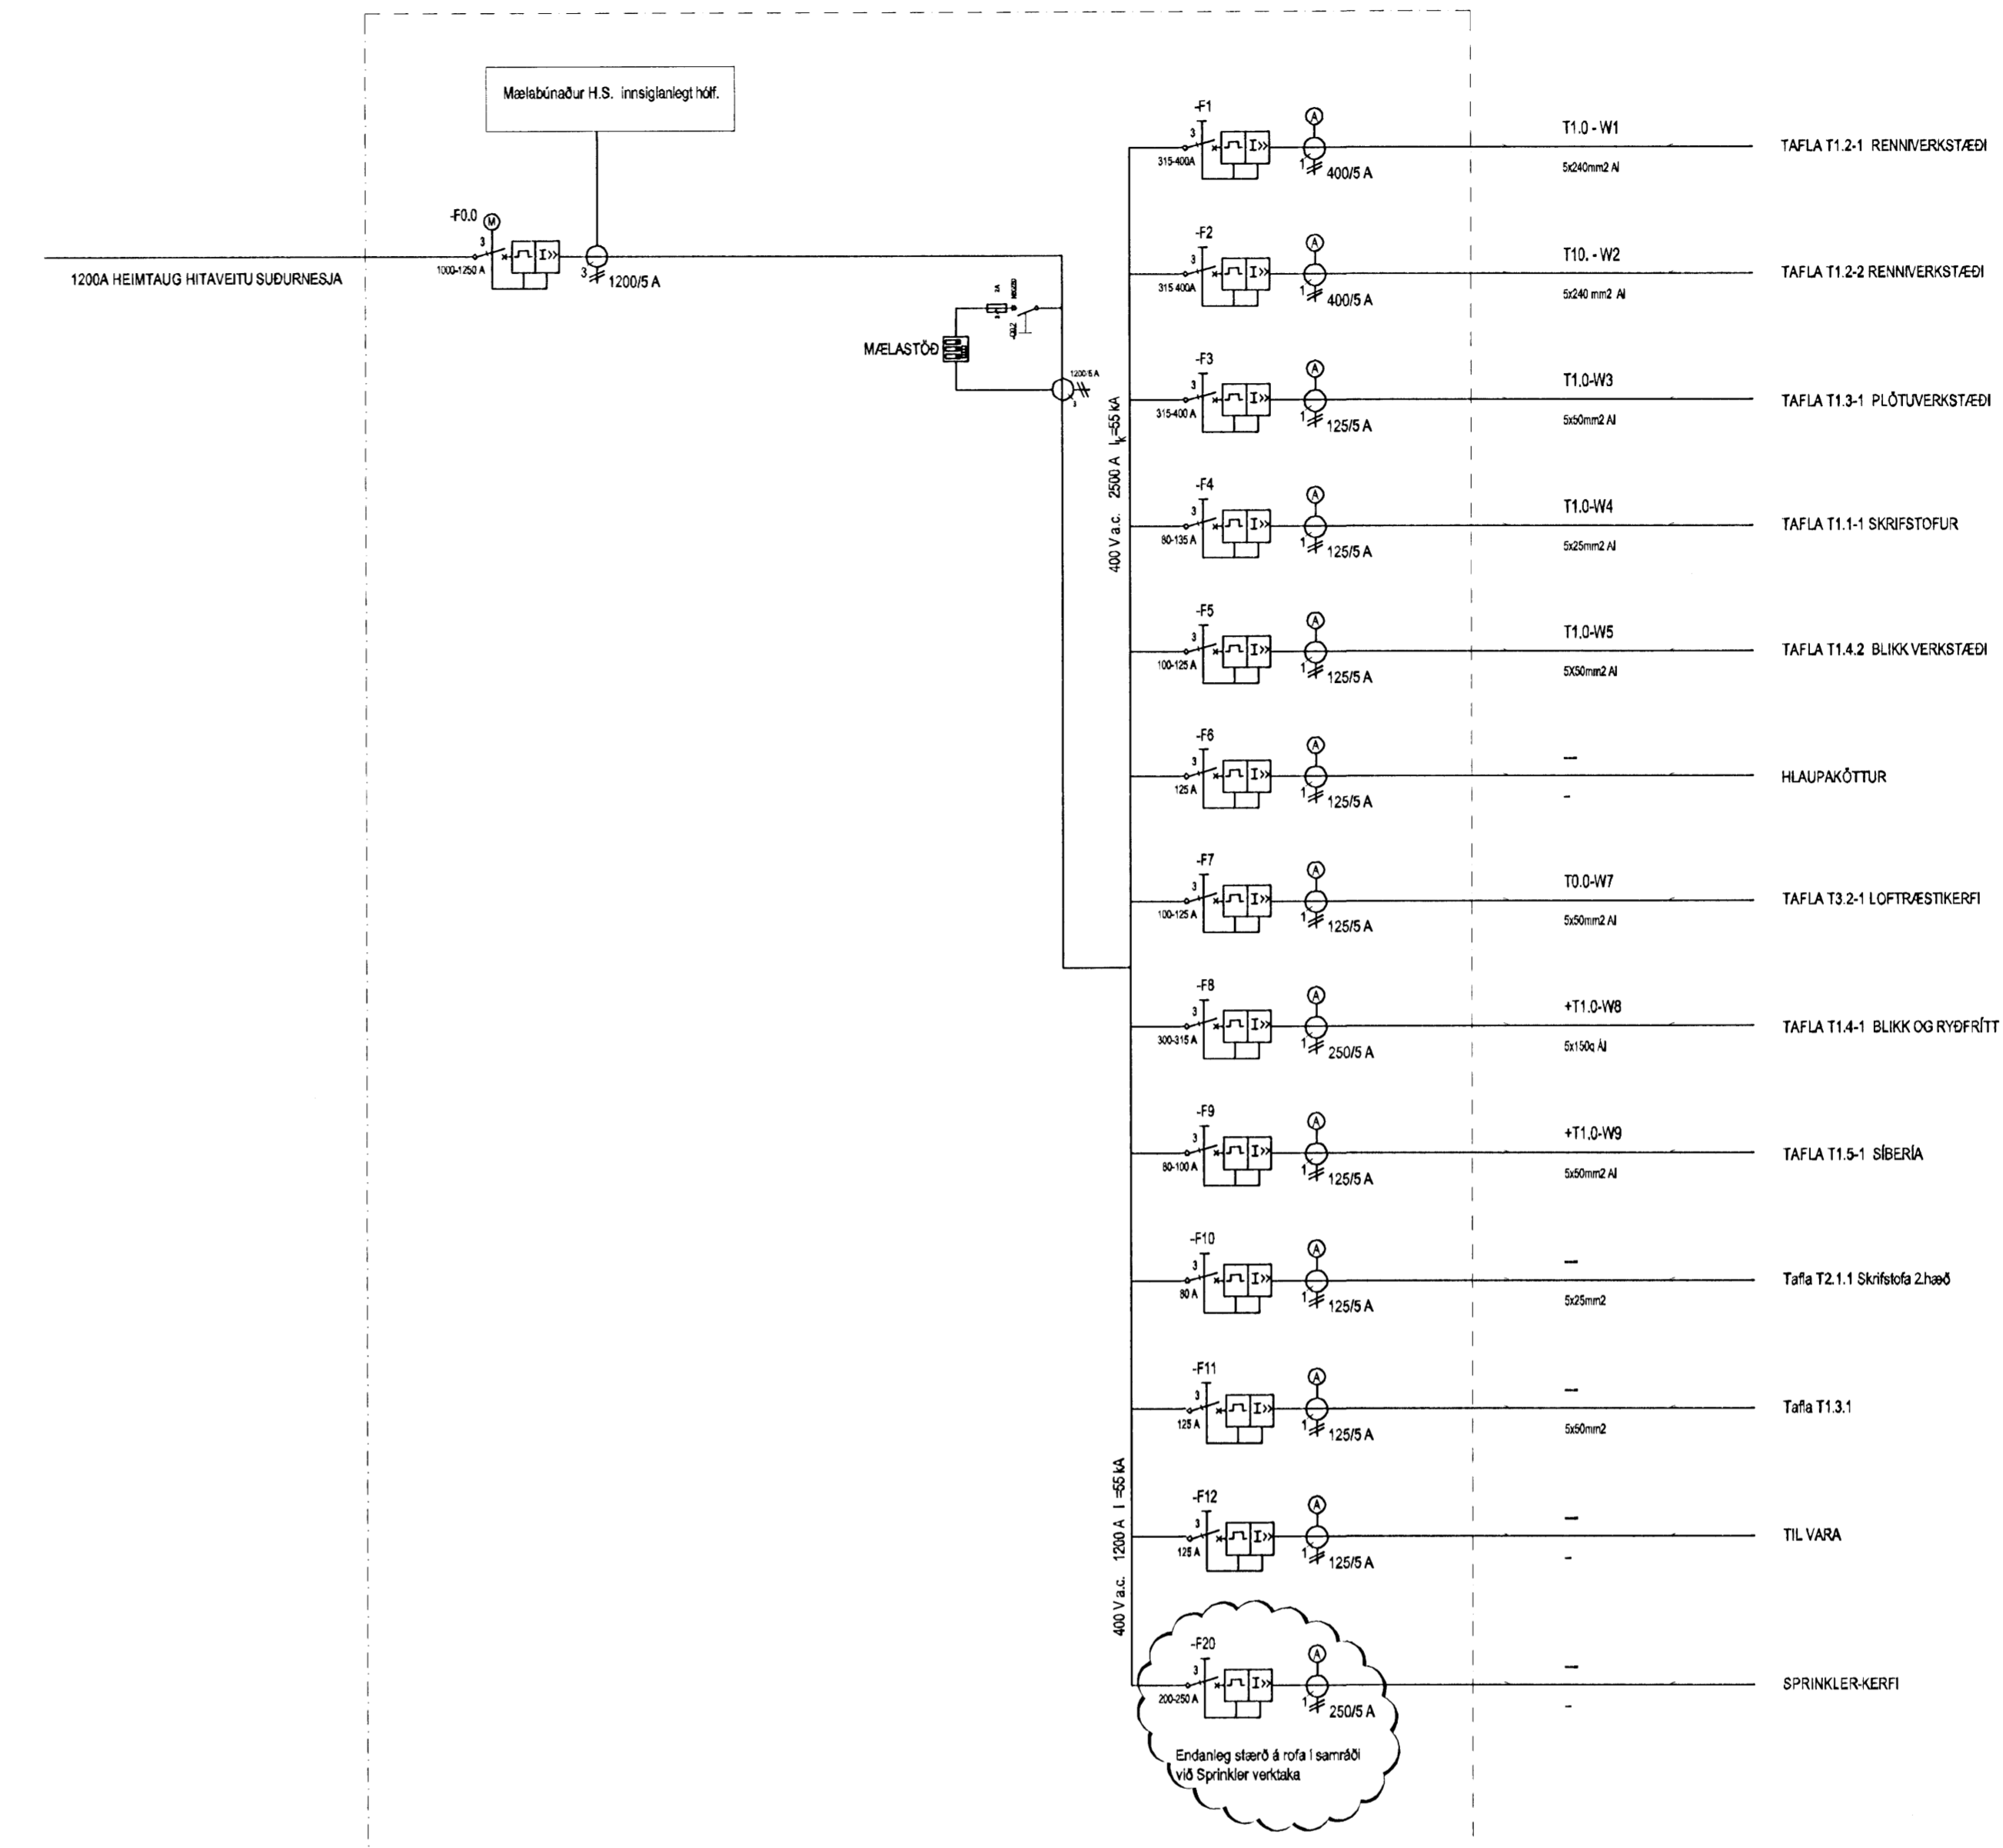 Mælabúnaður H.S. innsiglanlegt hólf.
-F0.0
M
3
1000-1250 A
I>>
3
1200/5 A
1200A HEIMTAUG HITAVEITU SUÐURNESJA
MÆLASTÖÐ
2A
1200/5 A
3
400 V a.c. 2500 A Ik=55 kA
400 V a.c. 1200 A I =55 kA
-F1
A
3
315-400A
I>>
1
400/5 A
T1.0 - W1
5x240mm2 Al
TAFLA T1.2-1 RENNIVERKSTÆÐI
-F2
A
3
315 400A
I>>
1
400/5 A
T10. - W2
5x240 mm2 Al
TAFLA T1.2-2 RENNIVERKSTÆÐI
-F3
A
3
315-400 A
I>>
1
125/5 A
T1.0-W3
5x50mm2 Al
TAFLA T1.3-1 PLÖTUVERKSTÆÐI
-F4
A
3
80-135 A
I>>
1
125/5 A
T1.0-W4
5x25mm2 Al
TAFLA T1.1-1 SKRIFSTOFUR
-F5
A
3
100-125 A
I>>
1
125/5 A
T1.0-W5
5X50mm2 Al
TAFLA T1.4.2 BLIKK VERKSTÆÐI
-F6
A
3
125 A
I>>
1
125/5 A
—
-
HLAUPAKÖTTUR
-F7
A
3
100-125 A
I>>
1
125/5 A
T0.0-W7
5x50mm2 Al
TAFLA T3.2-1 LOFTRÆSTIKERFI
-F8
A
3
300-315 A
I>>
1
250/5 A
+T1.0-W8
5x150q Ál
TAFLA T1.4-1 BLIKK OG RYÐFRÍTT
-F9
A
3
80-100 A
I>>
1
125/5 A
+T1.0-W9
5x50mm2 Al
TAFLA T1.5-1 SÍBERÍA
-F10
A
3
80 A
I>>
1
125/5 A
—
5x25mm2
Tafla T2.1.1 Skrifstofa 2.hæð
-F11
A
3
125 A
I>>
1
125/5 A
—
5x50mm2
Tafla T1.3.1
-F12
A
3
125 A
I>>
1
125/5 A
—
-
TIL VARA
-F20
A
3
200-250 A
I>>
1
250/5 A
—
-
SPRINKLER-KERFI
Endanleg stærð á rofa í samráði
við Sprinkler verktaka